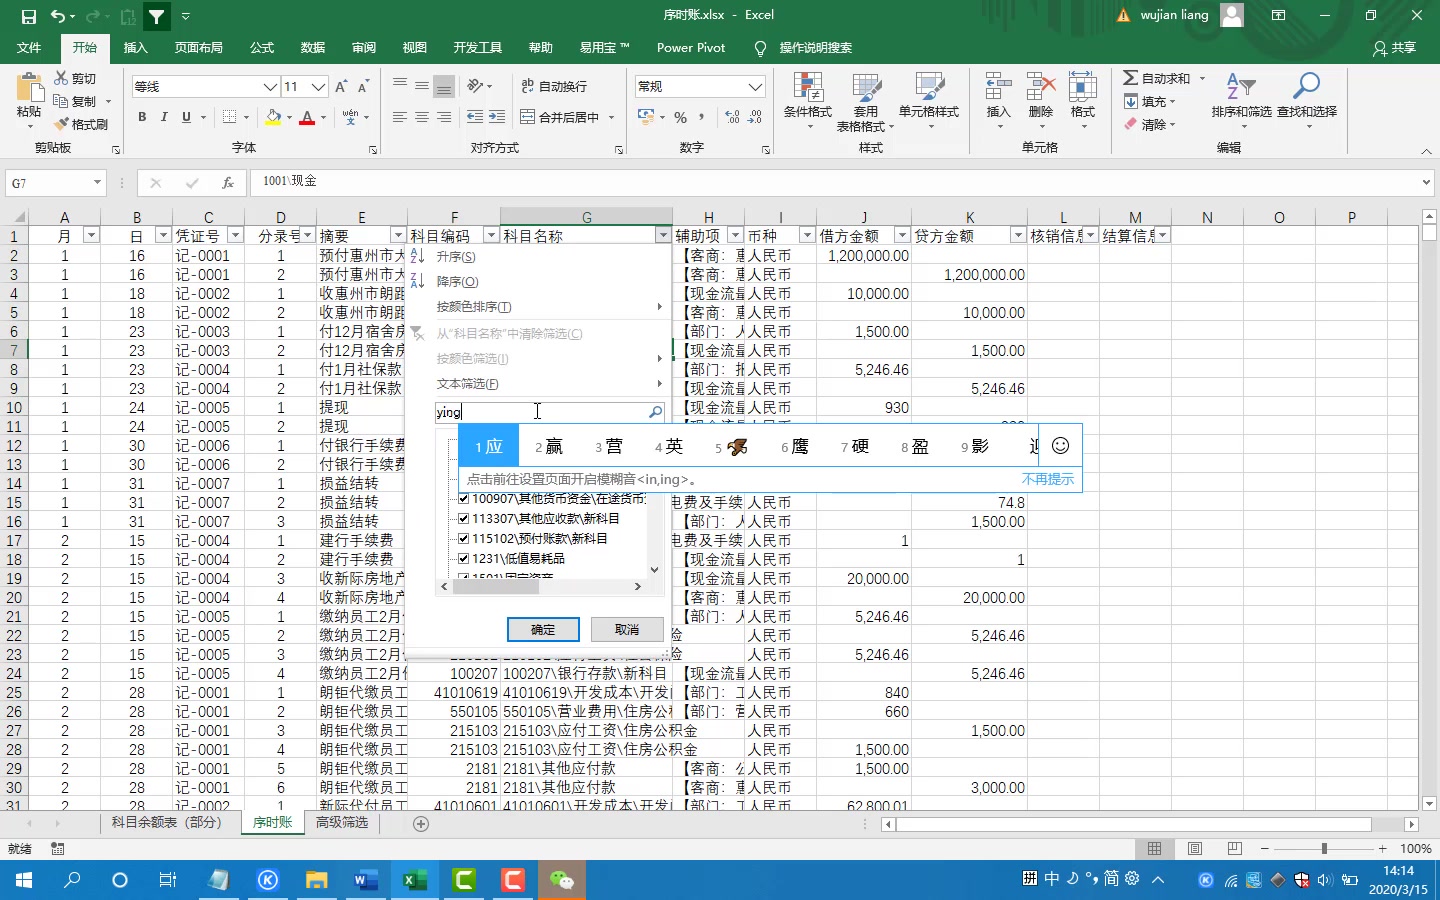 序时账.xlsx - Excel
wujian liang
文件 开始 插入 页面布局 公式 数据 审阅 视图 开发工具 帮助 易用宝 ™ Power Pivot 操作说明搜索 共享
粘贴 剪切 复制 格式刷 剪贴板
等线 11 B I U A 字体
自动换行 合并后居中 对齐方式
常规 % 数字
条件格式 套用表格格式 单元格样式 样式
插入 删除 格式 单元格
自动求和 填充 清除 排序和筛选 查找和选择 编辑
G7 fx 1001\现金
A B C D E F G H I J K L M N O P
1 月 日 凭证号 分录号 摘要 科目编码 科目名称 辅助项 币种 借方金额 贷方金额 核销信息 结算信息
2 1 16 记-0001 1 预付惠州市大 【客商: 惠 人民币 1,200,000.00
3 1 16 记-0001 2 预付惠州市大 【客商: 惠 人民币 1,200,000.00
4 1 18 记-0002 1 收惠州市朗距 【现金流量 人民币 10,000.00
5 1 18 记-0002 2 收惠州市朗距 【客商: 惠 人民币 10,000.00
6 1 23 记-0003 1 付12月宿舍房 【部门: 人 人民币 1,500.00
7 1 23 记-0003 2 付12月宿舍房 【现金流量 人民币 1,500.00
8 1 23 记-0004 1 付1月社保款 【部门: 拓 人民币 5,246.46
9 1 23 记-0004 2 付1月社保款 【现金流量 人民币 5,246.46
10 1 24 记-0005 1 提现 【现金流量 人民币 930
11 1 24 记-0005 2 提现 【现金流量 人民币
12 1 30 记-0006 1 付银行手续费
13 1 30 记-0006 2 付银行手续费
14 1 31 记-0007 1 损益结转
15 1 31 记-0007 2 损益结转 电费及手续 人民币 74.8
16 1 31 记-0007 3 损益结转 【部门: 人 人民币 1,500.00
17 2 15 记-0004 1 建行手续费 电费及手续 人民币 1
18 2 15 记-0004 2 建行手续费 【现金流量 人民币 1
19 2 15 记-0004 3 收新际房地产 【现金流量 人民币 20,000.00
20 2 15 记-0004 4 收新际房地产 【客商: 惠 人民币 20,000.00
21 2 15 记-0005 1 缴纳员工2月份 【部门: 人 人民币 5,246.46
22 2 15 记-0005 2 缴纳员工2月份 险 人民币 5,246.46
23 2 15 记-0005 3 缴纳员工2月份 险 人民币 5,246.46
24 2 15 记-0005 4 缴纳员工2月份 100207 100207\银行存款\新科目 【现金流量 人民币 5,246.46
25 2 28 记-0001 1 朗钜代缴员工 41010619 41010619\开发成本\开发 【部门: 工 人民币 840
26 2 28 记-0001 2 朗钜代缴员工 550105 550105\营业费用\住房公积 【部门: 营 人民币 660
27 2 28 记-0001 3 朗钜代缴员工 215103 215103\应付工资\住房公积金 人民币 1,500.00
28 2 28 记-0001 4 朗钜代缴员工 215103 215103\应付工资\住房公积金 人民币 1,500.00
29 2 28 记-0001 5 朗钜代缴员工 2181 2181\其他应付款 【客商: 公 人民币 1,500.00
30 2 28 记-0001 6 朗钜代缴员工 2181 2181\其他应付款 【客商: 惠 人民币 3,000.00
31 2 28 记-0002 1 新际代付员工 41010601 41010601\开发成本\开发 【部门: 工 人民币 62,800.01
升序(S)
降序(O)
按颜色排序(T)
从"科目名称"中清除筛选(C)
按颜色筛选(I)
文本筛选(F)
ying
1 应 2 赢 3 营 4 英 5 6 鹰 7 硬 8 盈 9 影 迎
点击前往设置页面开启模糊音<in,ing>。 不再提示
100907\其他货币资金\在途货币资
113307\其他应收款\新科目
115102\预付账款\新科目
1231\低值易耗品
1501\固定资产
确定 取消
科目余额表（部分） 序时账 高级筛选
就绪 100%
拼 中 简 14:14
2020/3/15